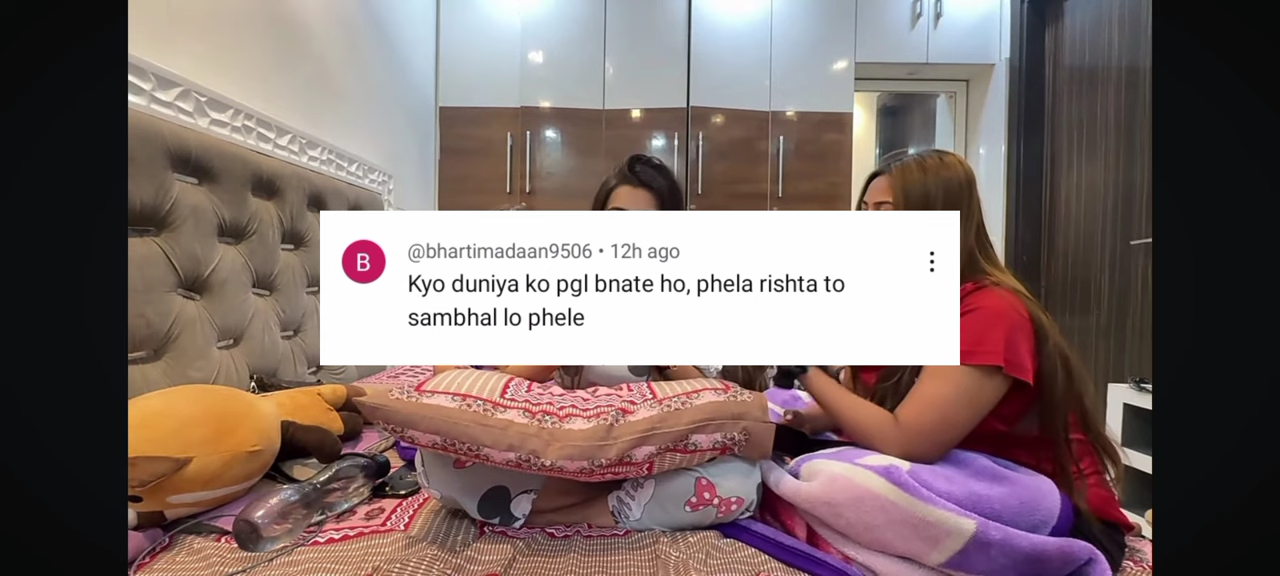 B
@bhartimadaan9506 • 12h ago
Kyo duniya ko pgl bnate ho, phela rishta to
sambhal lo phele